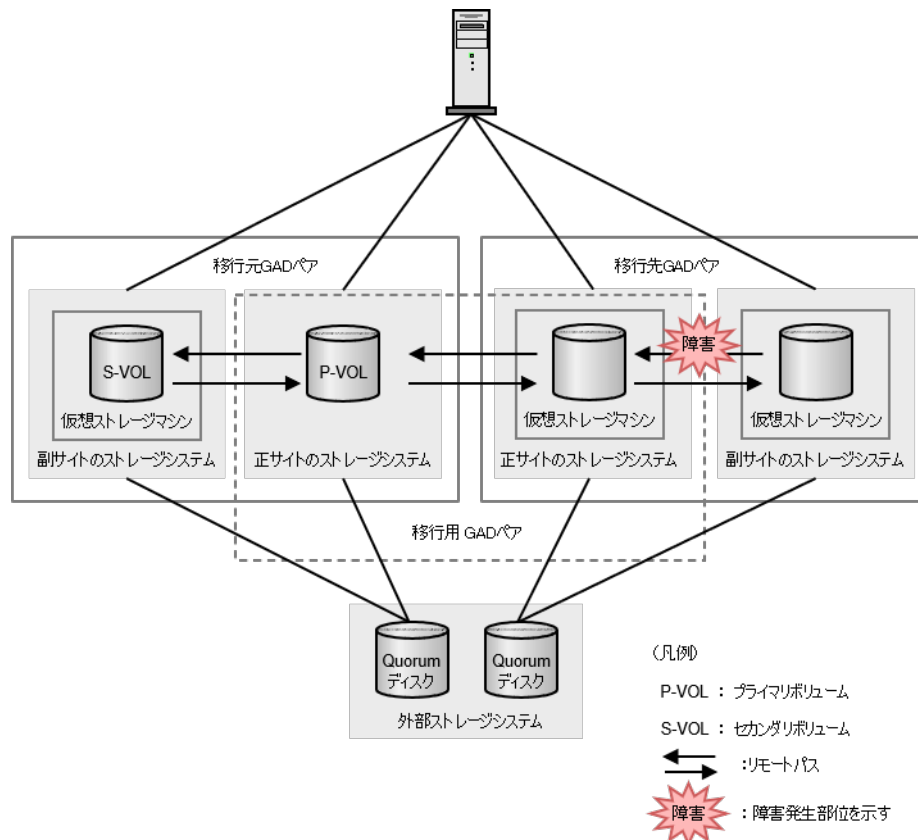 移行元GADペア
移行先GADペア
障害
S-VOL
P-VOL
仮想ストレージマシン
仮想ストレージマシン
仮想ストレージマシン
副サイトのストレージシステム
正サイトのストレージシステム
正サイトのストレージシステム
副サイトのストレージシステム
移行用 GADペア
Quorum
ディスク
Quorum
ディスク
外部ストレージシステム
(凡例)
P-VOL : プライマリボリューム
S-VOL : セカンダリボリューム
:リモートパス
障害 : 障害発生部位を示す